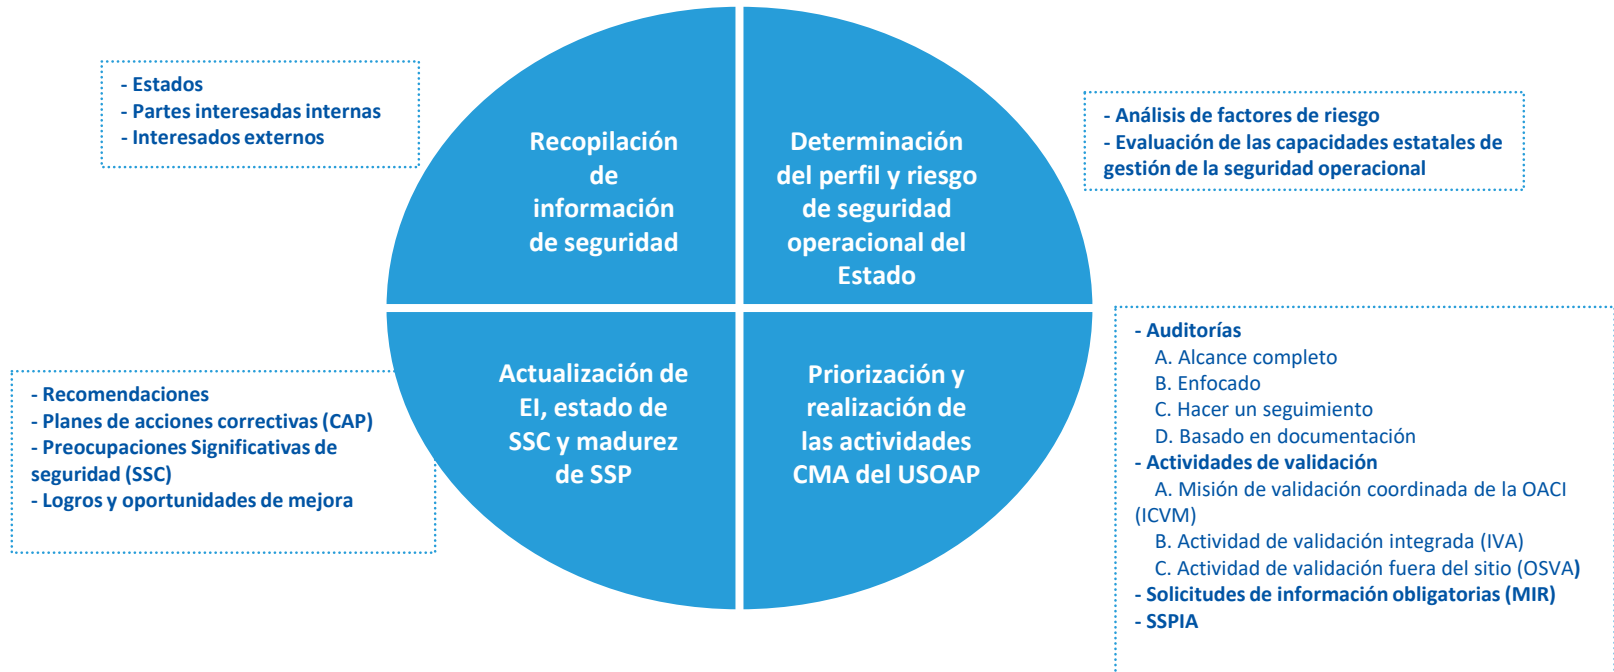 - Estados
- Partes interesadas internas
- Interesados externos
Recopilación
de
información
de seguridad
Determinación
del perfil y riesgo
de seguridad
operacional del
Estado
- Análisis de factores de riesgo
- Evaluación de las capacidades estatales de
gestión de la seguridad operacional
- Recomendaciones
- Planes de acciones correctivas (CAP)
- Preocupaciones Significativas de
seguridad (SSC)
- Logros y oportunidades de mejora
Actualización de
EI, estado de
SSC y madurez
de SSP
Priorización y
realización de
las actividades
CMA del USOAP
- Auditorías
A. Alcance completo
B. Enfocado
C. Hacer un seguimiento
D. Basado en documentación
- Actividades de validación
A. Misión de validación coordinada de la OACI
(ICVM)
B. Actividad de validación integrada (IVA)
C. Actividad de validación fuera del sitio (OSVA)
- Solicitudes de información obligatorias (MIR)
- SSPIA